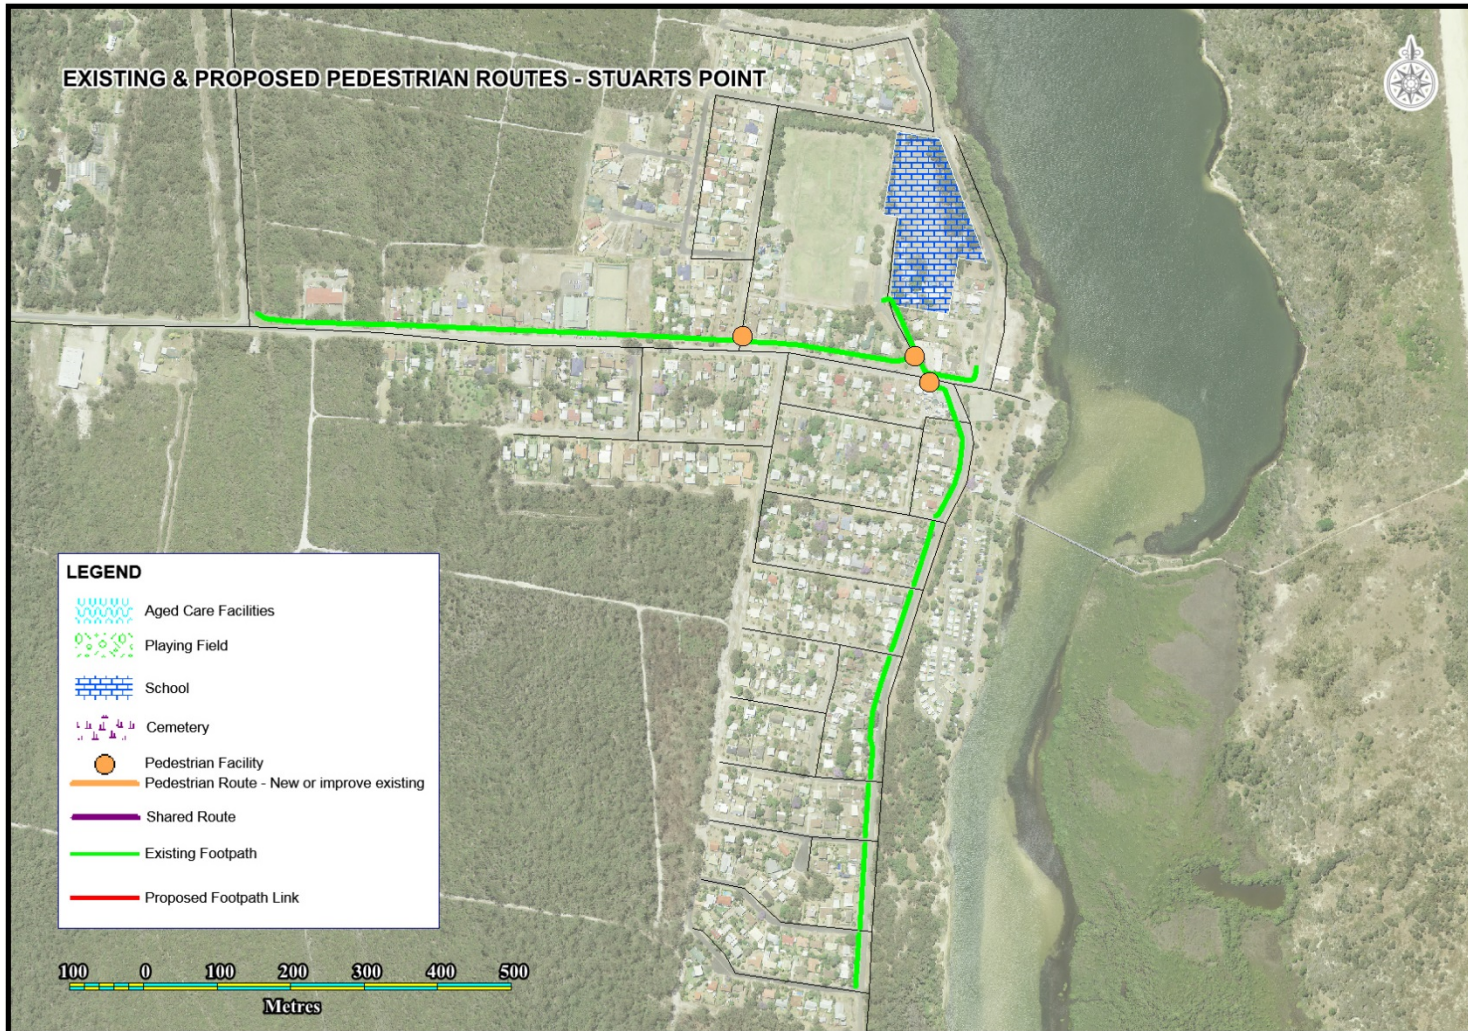 EXISTING & PROPOSED PEDESTRIAN ROUTES - STUARTS POINT
LEGEND
Aged Care Facilities
Playing Field
School
Cemetery
Pedestrian Facility
Pedestrian Route - New or improve existing
Shared Route
Existing Footpath
Proposed Footpath Link
100 0 100 200 300 400 500
Metres